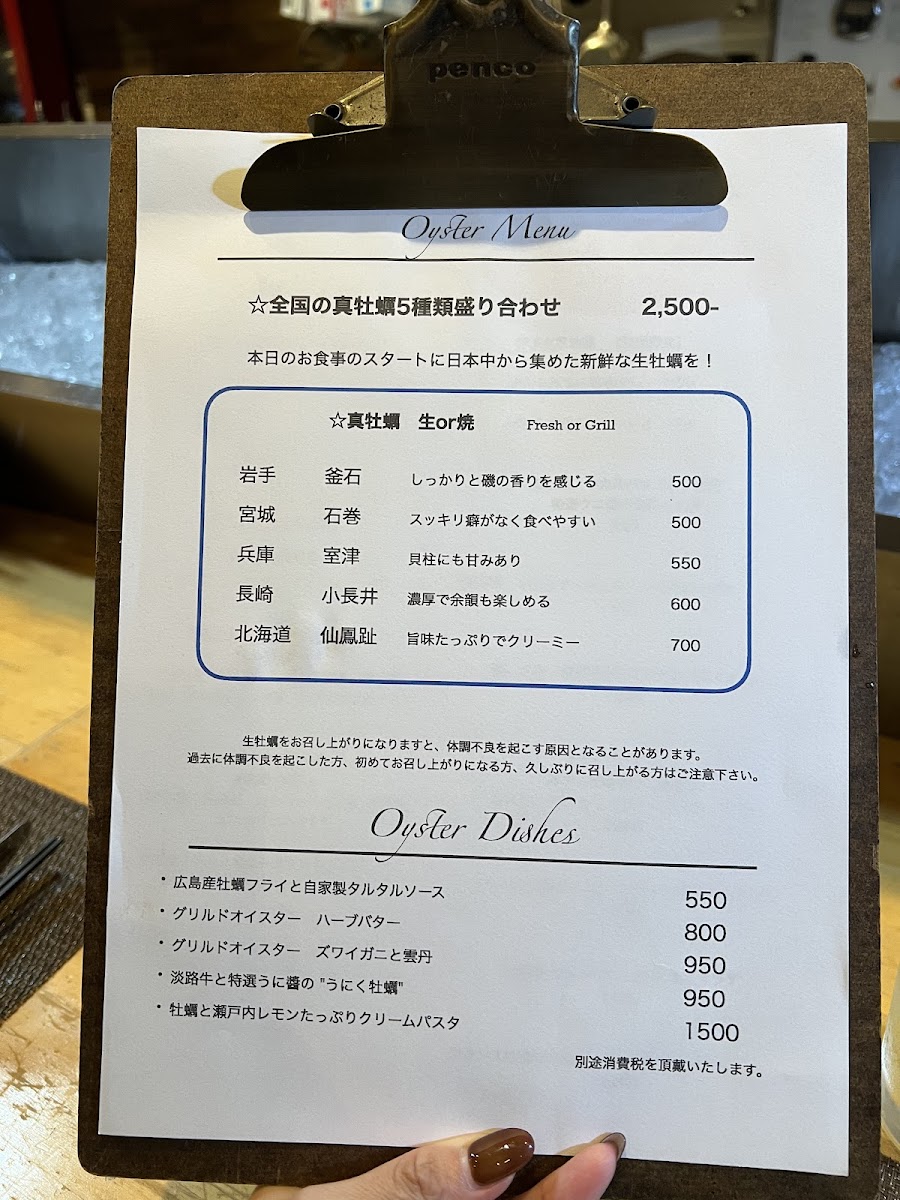 penco
Oyster Menu
☆全国の真牡蠣5種類盛り合わせ 2,500-
本日のお食事のスタートに日本中から集めた新鮮な生牡蠣を！
☆真牡蠣　生or焼 Fresh or Grill
岩手 釜石 しっかりと磯の香りを感じる 500
宮城 石巻 スッキリ癖がなく食べやすい 500
兵庫 室津 貝柱にも甘みあり 550
長崎 小長井 濃厚で余韻も楽しめる 600
北海道 仙鳳趾 旨味たっぷりでクリーミー 700
生牡蠣をお召し上がりになりますと、体調不良を起こす原因となることがあります。
過去に体調不良を起こした方、初めてお召し上がりになる方、久しぶりに召し上がる方はご注意下さい。
Oyster Dishes
・広島産牡蠣フライと自家製タルタルソース 550
・グリルドオイスター　ハーブバター 800
・グリルドオイスター　ズワイガニと雲丹 950
・淡路牛と特選うに醬の "うにく牡蠣" 950
・牡蠣と瀬戸内レモンたっぷりクリームパスタ 1500
別途消費税を頂戴いたします。